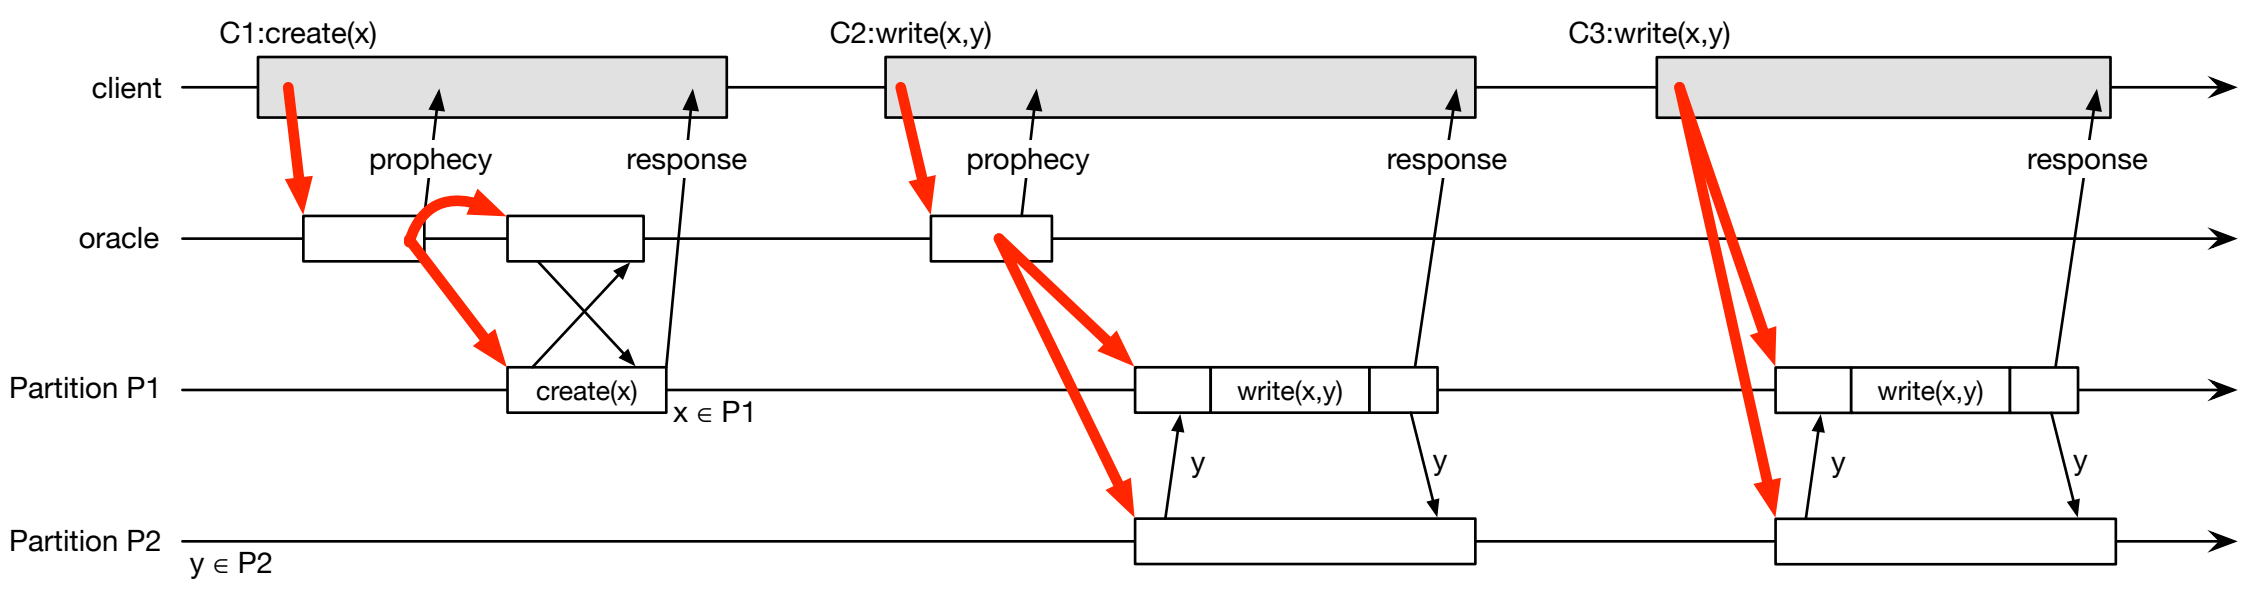 C1:create(x)
C2:write(x,y)
C3:write(x,y)
client
prophecy
response
prophecy
response
response
oracle
Partition P1
create(x)
write(x,y)
write(x,y)
x ∈ P1
y
y
y
y
Partition P2
y ∈ P2